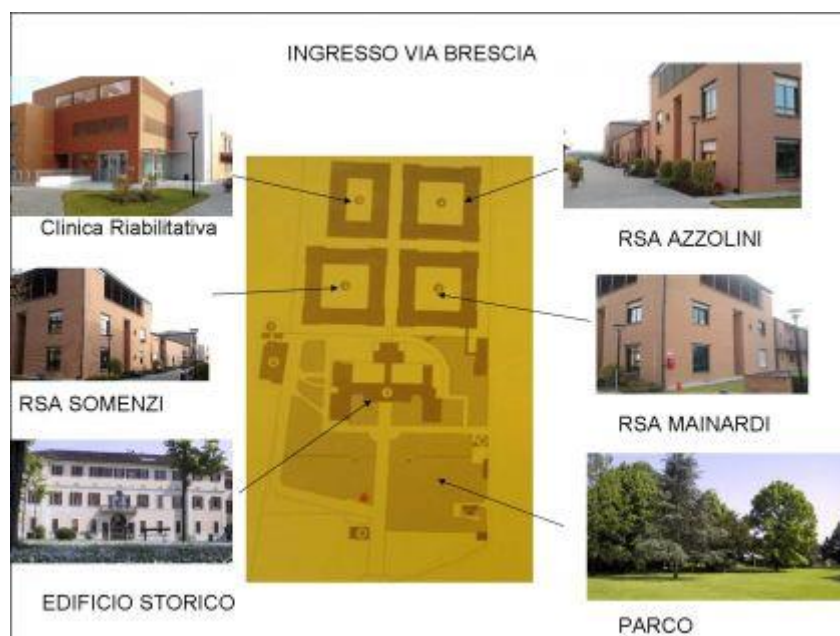 INGRESSO VIA BRESCIA
Clinica Riabilitativa
RSA AZZOLINI
RSA SOMENZI
RSA MAINARDI
EDIFICIO STORICO
PARCO